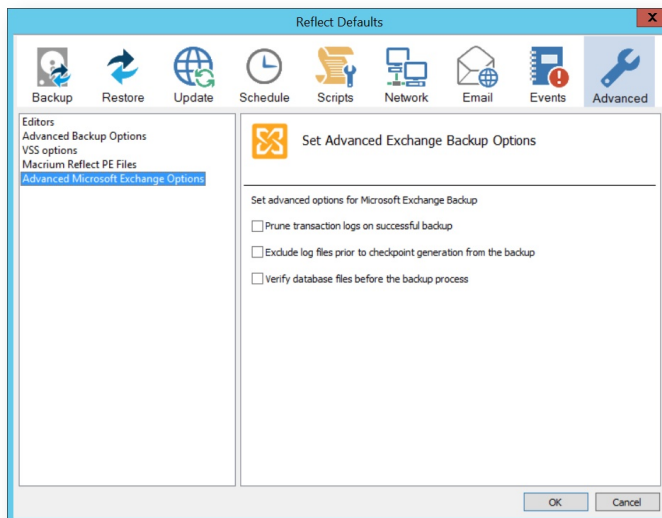 Reflect Defaults
x
Backup Restore Update Schedule Scripts Network Email Events Advanced
Editors
Advanced Backup Options
VSS options
Macrium Reflect PE Files
Advanced Microsoft Exchange Options
Set Advanced Exchange Backup Options
Set advanced options for Microsoft Exchange Backup
Prune transaction logs on successful backup
Exclude log files prior to checkpoint generation from the backup
Verify database files before the backup process
OK Cancel